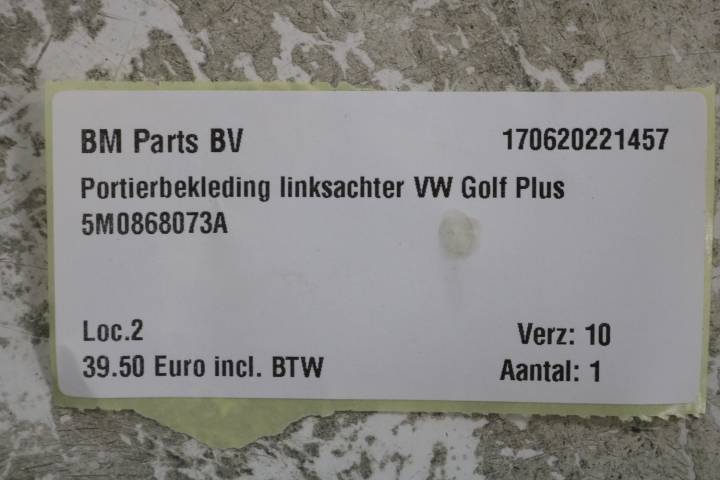 BM Parts BV 170620221457
Portierbekleding linksachter VW Golf Plus
5M0868073A
Loc.2 Verz: 10
39.50 Euro incl. BTW Aantal: 1